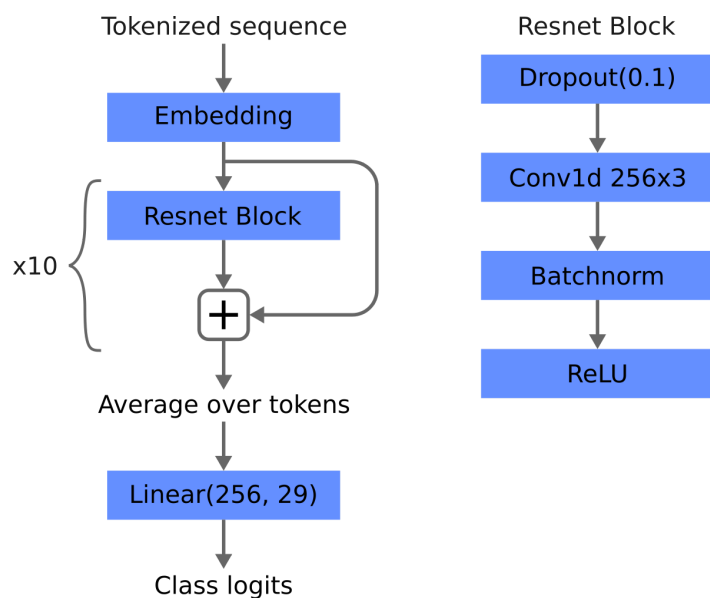 Tokenized sequence
Embedding
Resnet Block
x10
+
Average over tokens
Linear(256, 29)
Class logits
Resnet Block
Dropout(0.1)
Conv1d 256x3
Batchnorm
ReLU